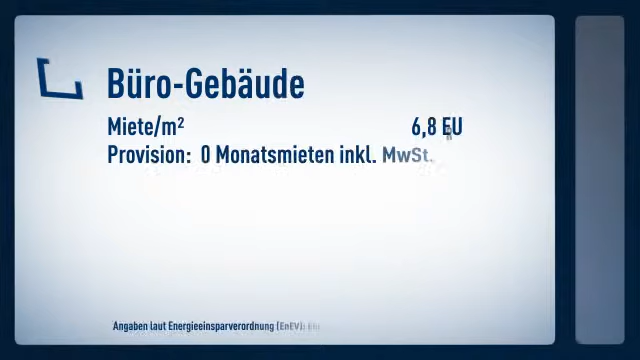 Büro-Gebäude
Miete/m² 6,8 EU
Provision: 0 Monatsmieten inkl. MwSt.
Angaben laut Energieeinsparverordnung (EnEV):